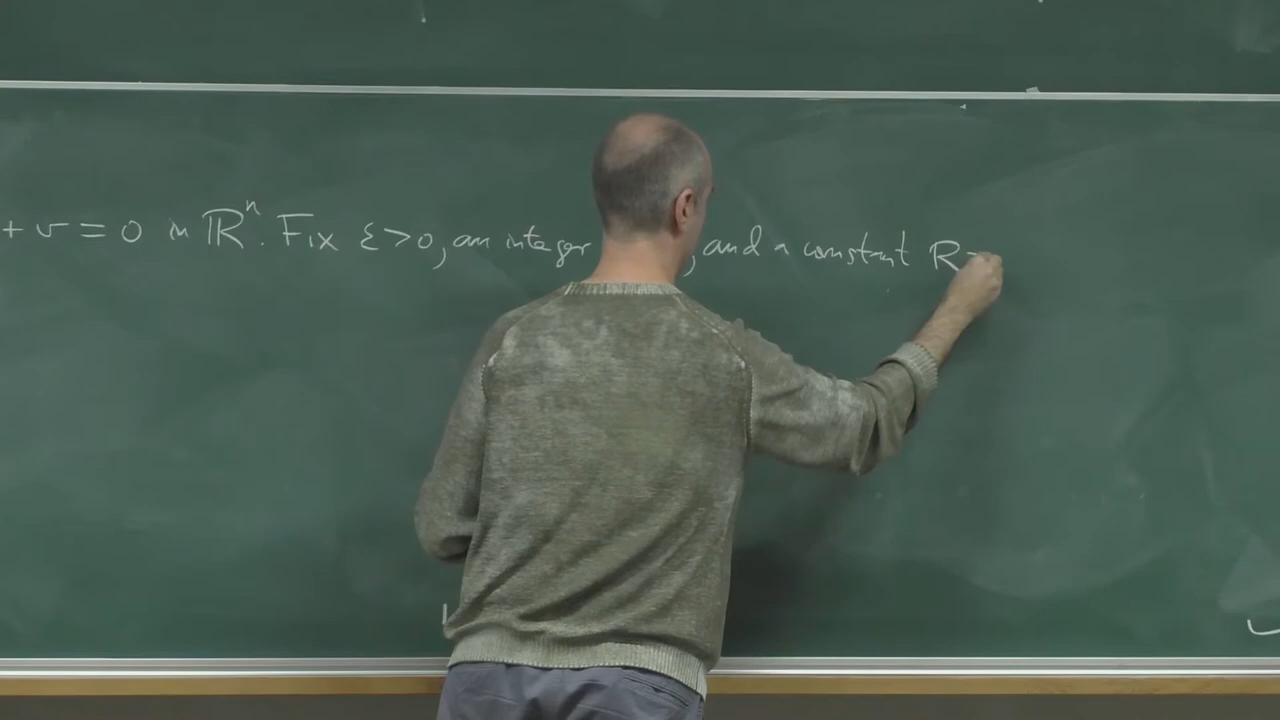 + v = 0 in ℝⁿ. Fix ε>0, an integer , and a constant R